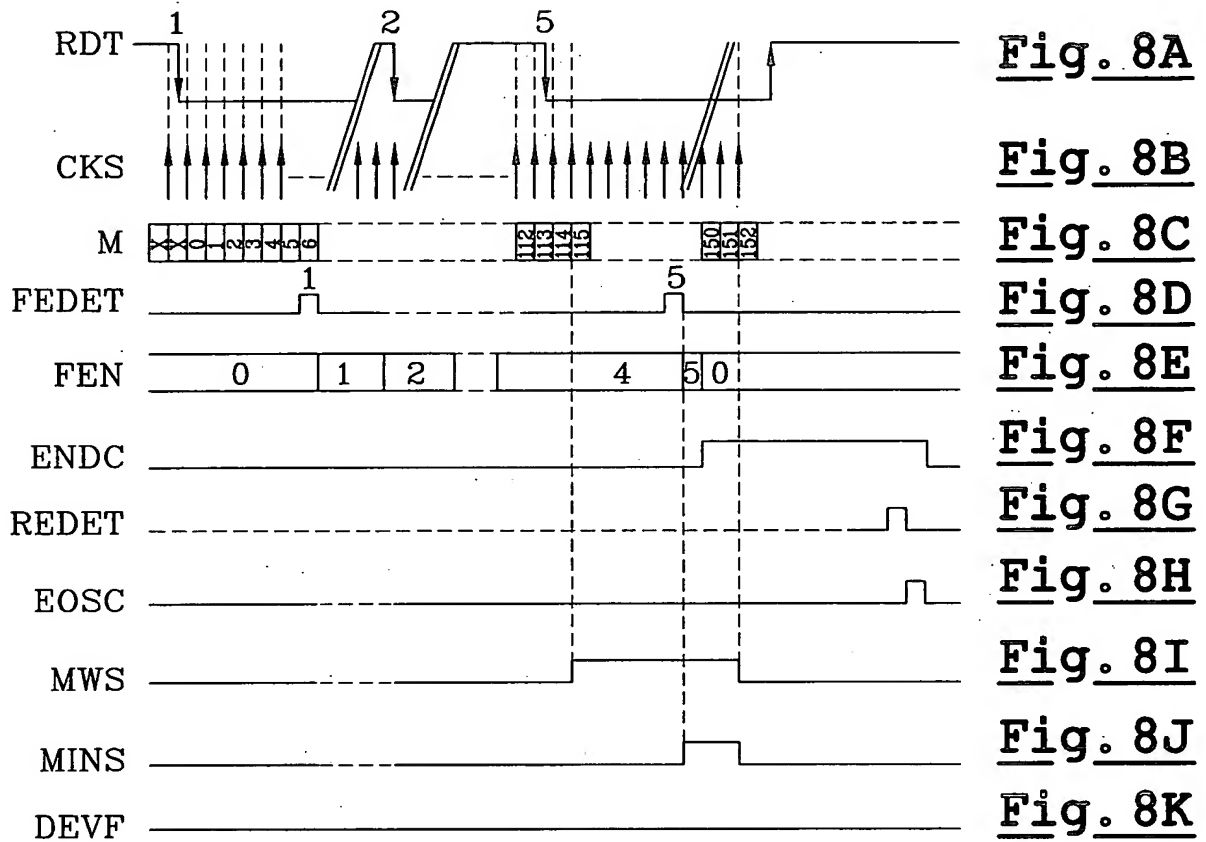 1 2 5
RDT Fig. 8A
CKS Fig. 8B
M X X 0 1 2 3 4 5 6 112 113 114 115 150 151 152 Fig. 8C
1 5
FEDET Fig. 8D
FEN 0 1 2 4 5 0 Fig. 8E
ENDC Fig. 8F
REDET Fig. 8G
EOSC Fig. 8H
MWS Fig. 8I
MINS Fig. 8J
DEVF Fig. 8K